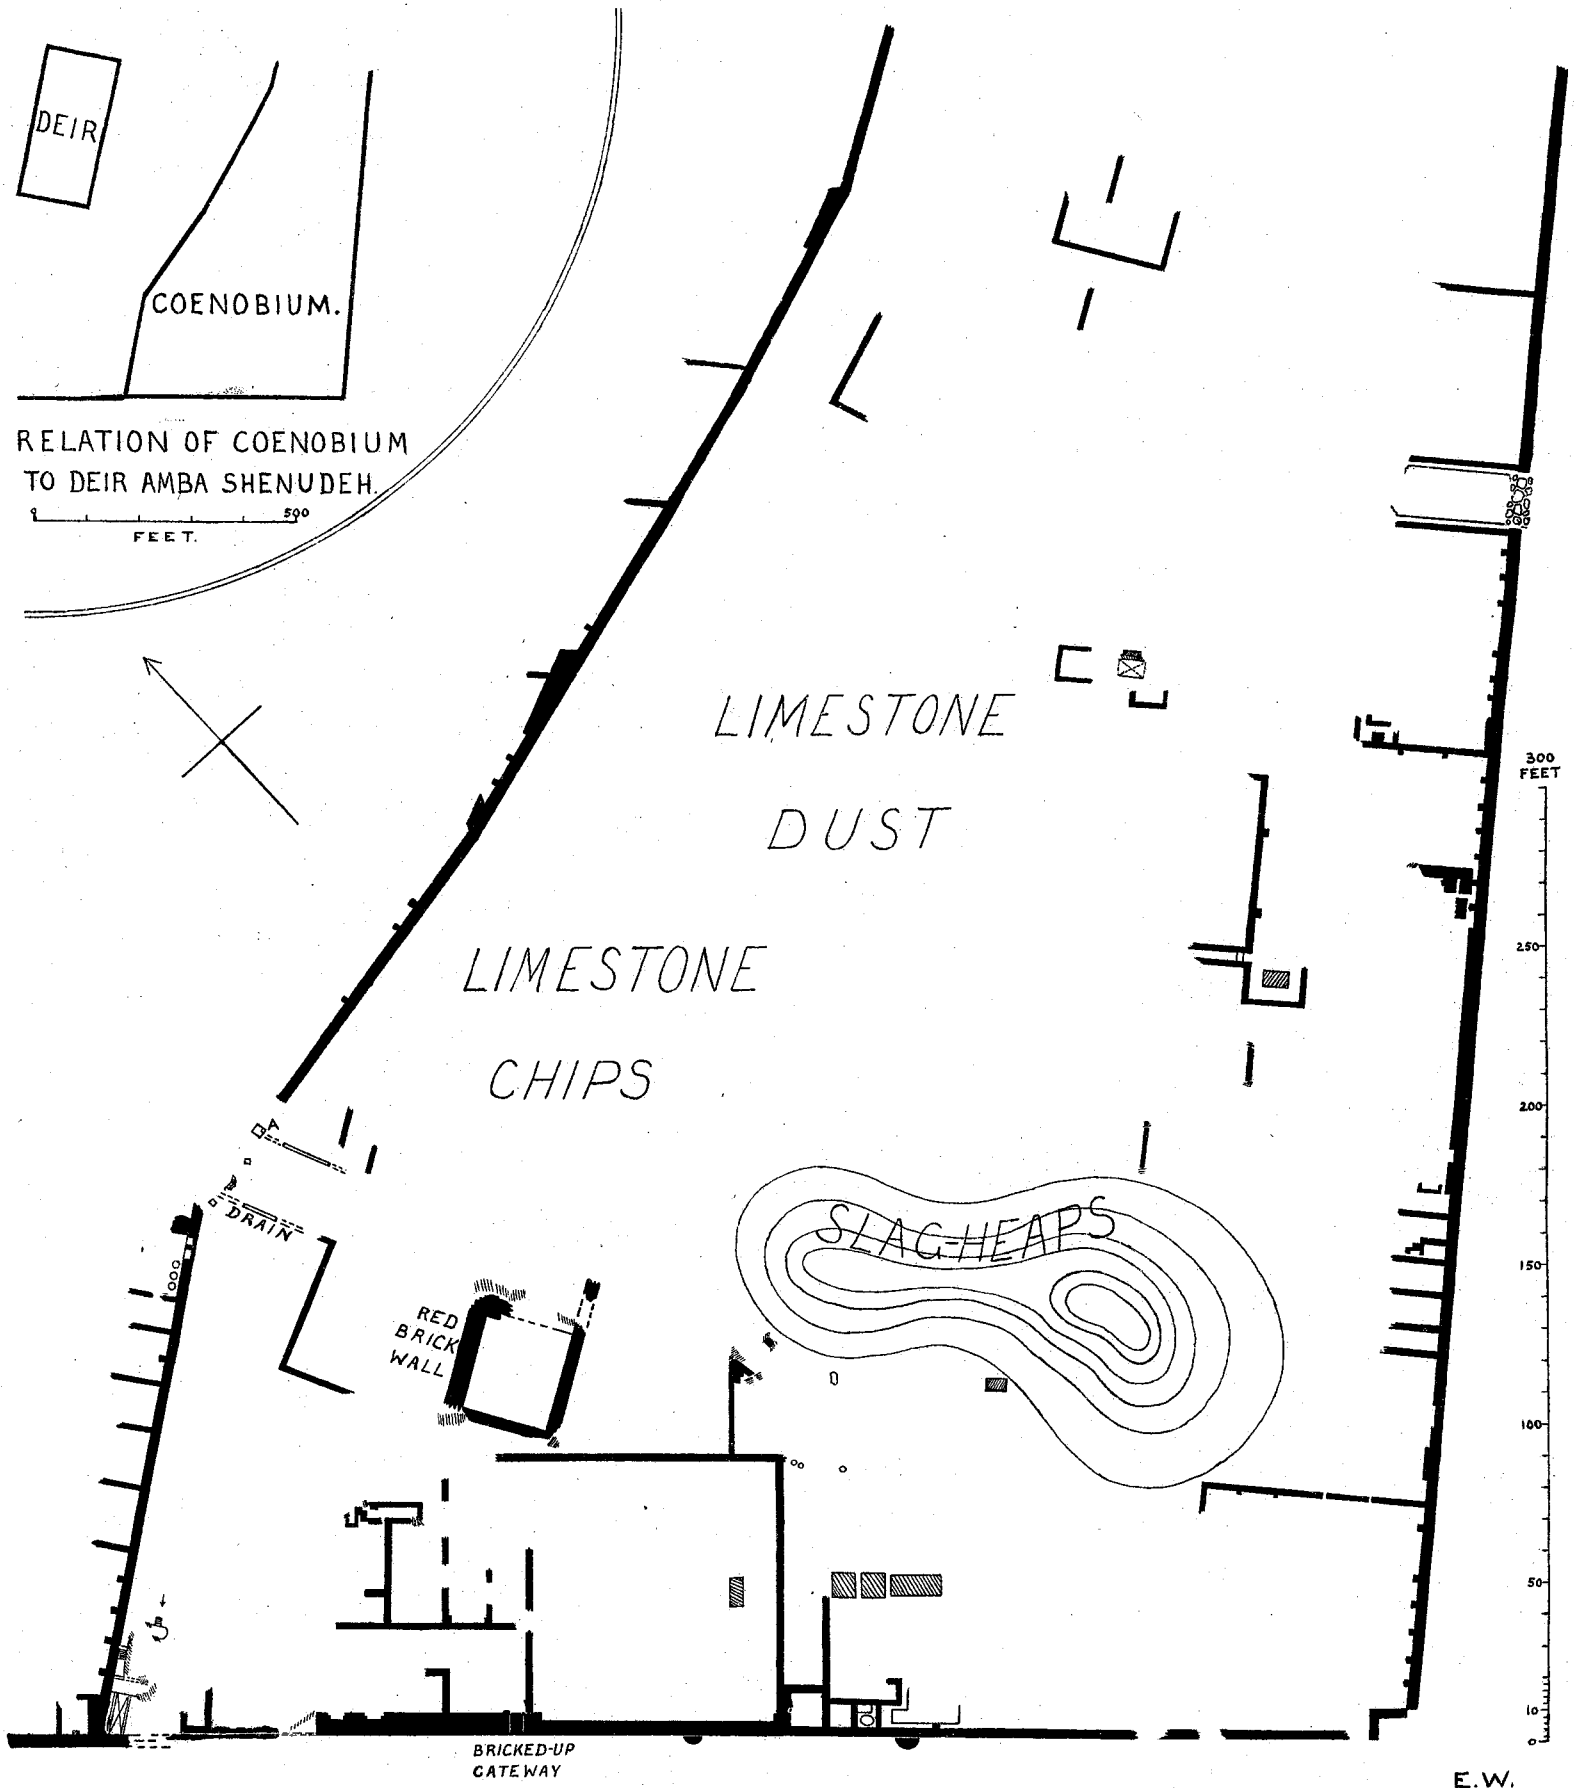 DEIR
COENOBIUM.
RELATION OF COENOBIUM
TO DEIR AMBA SHENUDEH.
0 500
FEET.
LIMESTONE
DUST
LIMESTONE
CHIPS
A
DRAIN
RED
BRICK
WALL
SLAG-HEAPS
BRICKED-UP
GATEWAY
300
FEET
250
200
150
100
50
10
0
E.W.